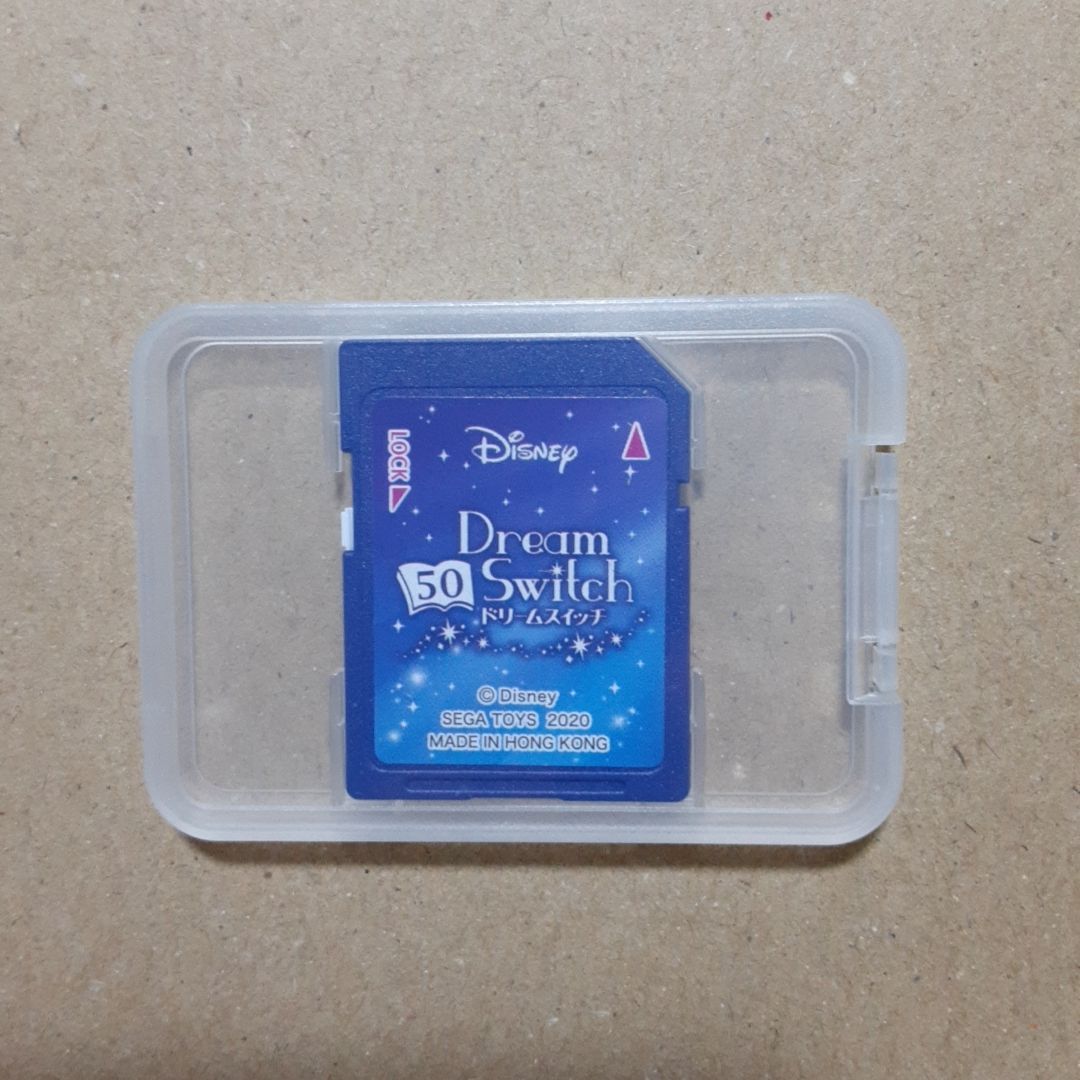 Disney
LOCK
Dream
50 Switch
ドリームスイッチ
© Disney
SEGA TOYS 2020
MADE IN HONG KONG